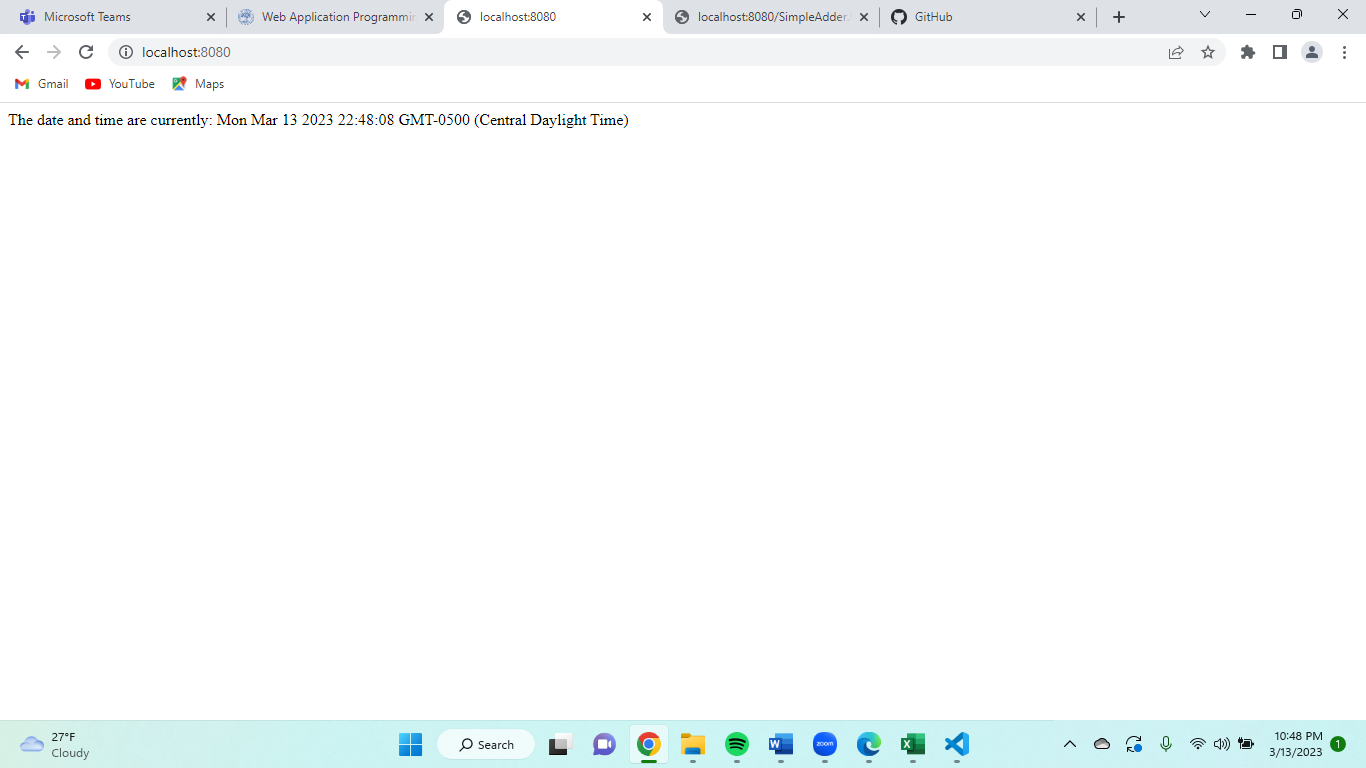 Microsoft Teams
Web Application Programmin
localhost:8080
localhost:8080/SimpleAdder.
GitHub
localhost:8080
Gmail
YouTube
Maps
The date and time are currently: Mon Mar 13 2023 22:48:08 GMT-0500 (Central Daylight Time)
27°F
Cloudy
Search
zoom
10:48 PM
3/13/2023
1